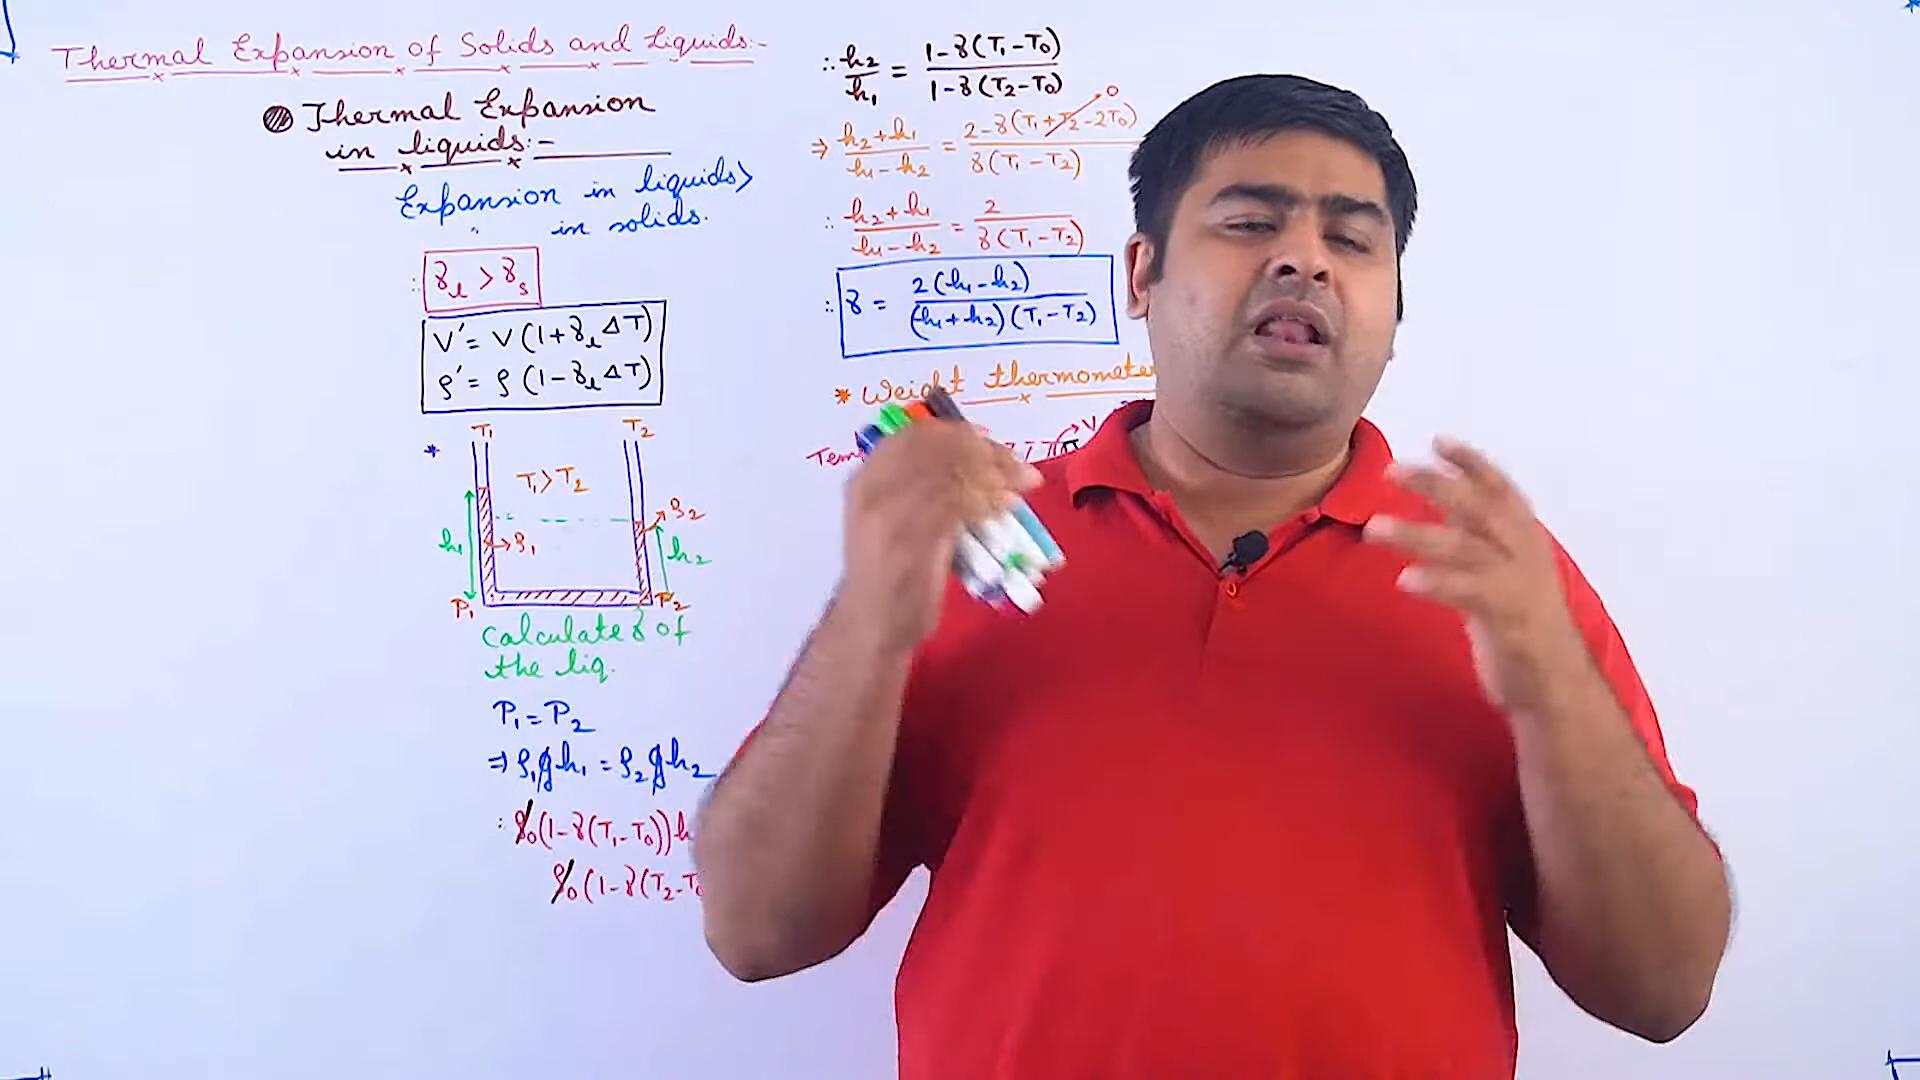 Thermal Expansion of Solids and Liquids:-
Thermal Expansion
in liquids:-
Expansion in liquids>
" in solids.
∴ γₗ > γₛ
V' = V(1+γₗΔT)
ρ' = ρ(1-γₗΔT)
* T₁ T₂
T₁>T₂
h₁ ρ₁ ρ₂ h₂
P₁ P₂
Calculate γ of
the liq.
P₁ = P₂
⇒ ρ₁gh₁ = ρ₂gh₂
∴ ρ₀(1-γ(T₁-T₀))h
ρ₀(1-γ(T₂-T₀
∴ h₂/h₁ = (1-γ(T₁-T₀))/(1-γ(T₂-T₀))
⇒ (h₂+h₁)/(h₁-h₂) = (2-γ(T₁+T₂-2T₀))/(γ(T₁-T₂)) 0
∴ (h₂+h₁)/(h₁-h₂) = 2/(γ(T₁-T₂))
∴ γ = 2(h₁-h₂)/((h₁+h₂)(T₁-T₂))
* Weight thermomete
Tem V